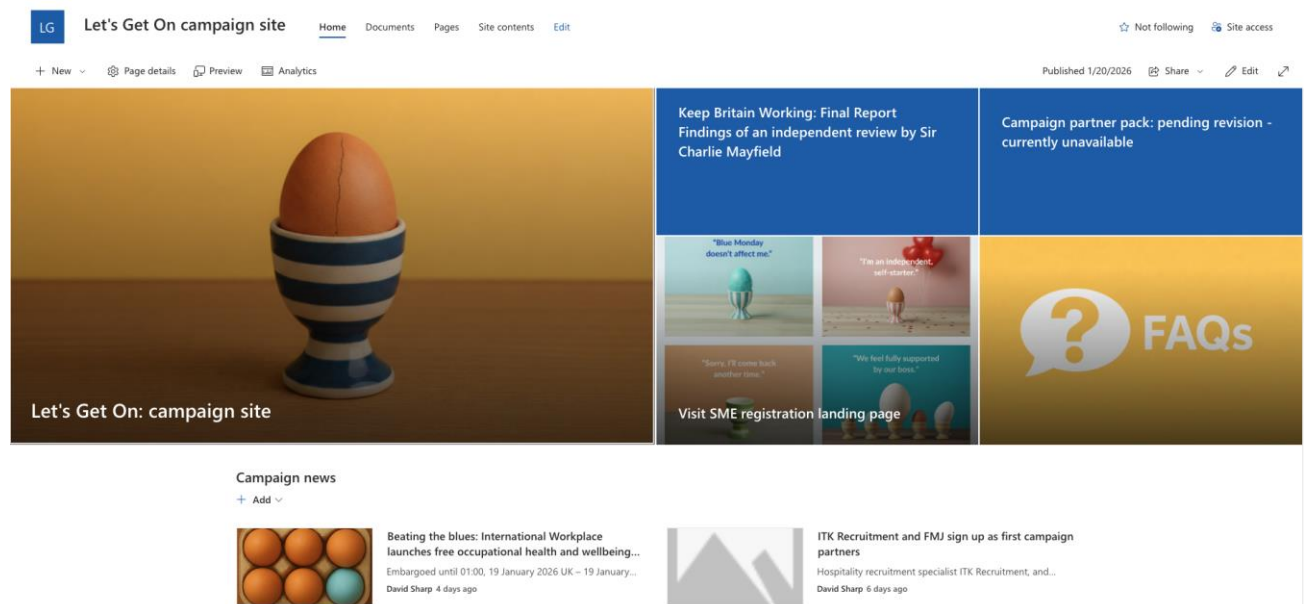 LG
Let's Get On campaign site
Home
Documents
Pages
Site contents
Edit
Not following
Site access
New
Page details
Preview
Analytics
Published 1/20/2026
Share
Edit
Let's Get On: campaign site
Keep Britain Working: Final Report
Findings of an independent review by Sir
Charlie Mayfield
Campaign partner pack: pending revision -
currently unavailable
"Blue Monday
doesn't affect me."
"I'm an independent,
self-starter."
"Sorry, I'll come back
another time."
"We feel fully supported
by our boss."
Visit SME registration landing page
? FAQs
Campaign news
+ Add
Beating the blues: International Workplace
launches free occupational health and wellbeing...
Embargoed until 01:00, 19 January 2026 UK – 19 January...
David Sharp 4 days ago
ITK Recruitment and FMJ sign up as first campaign
partners
Hospitality recruitment specialist ITK Recruitment, and...
David Sharp 6 days ago